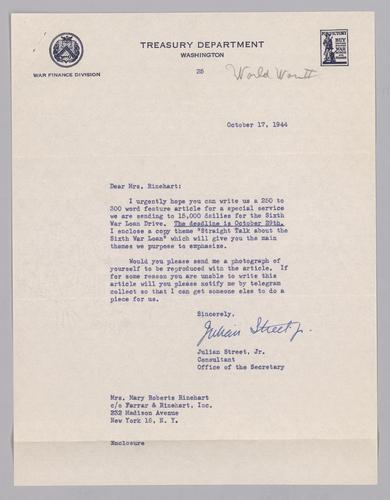 TREASURY DEPARTMENT
WASHINGTON
WAR FINANCE DIVISION
25
World War II
FOR VICTORY
BUY
October 17, 1944
Dear Mrs. Rinehart:
I urgently hope you can write us a 250 to
300 word feature article for a special service
we are sending to 15,000 dailies for the Sixth
War Loan Drive. The deadline is October 29th.
I enclose a copy theme "Straight Talk about the
Sixth War Loan" which will give you the main
themes we purpose to emphasize.
Would you please send me a photograph of
yourself to be reproduced with the article. If
for some reason you are unable to write this
article will you please notify me by telegram
collect so that I can get someone else to do a
piece for us.
Sincerely,
Julian Street Jr.
Julian Street, Jr.
Consultant
Office of the Secretary
Mrs. Mary Roberts Rinehart
c/o Farrar & Rinehart, Inc.
232 Madison Avenue
New York 16, N. Y.
Enclosure